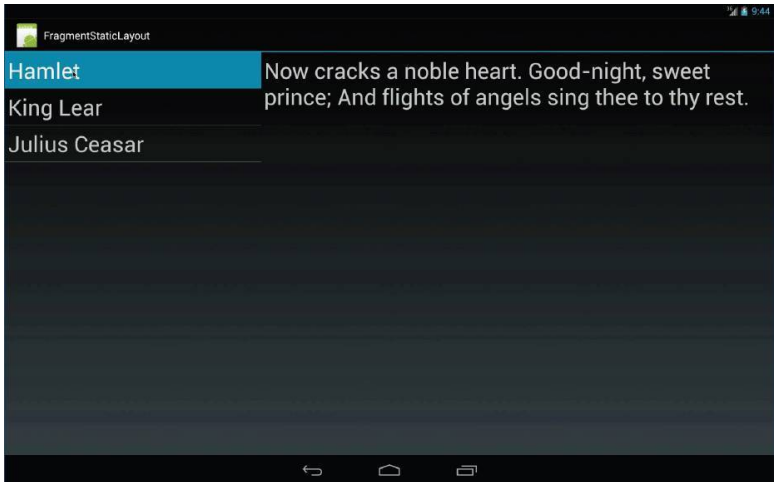 9:44
FragmentStaticLayout
Hamlet
King Lear
Julius Ceasar
Now cracks a noble heart. Good-night, sweet
prince; And flights of angels sing thee to thy rest.